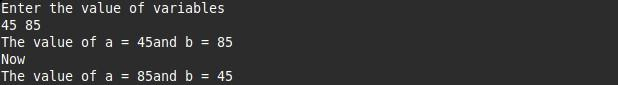 Enter the value of variables
45 85
The value of a = 45and b = 85
Now
The value of a = 85and b = 45